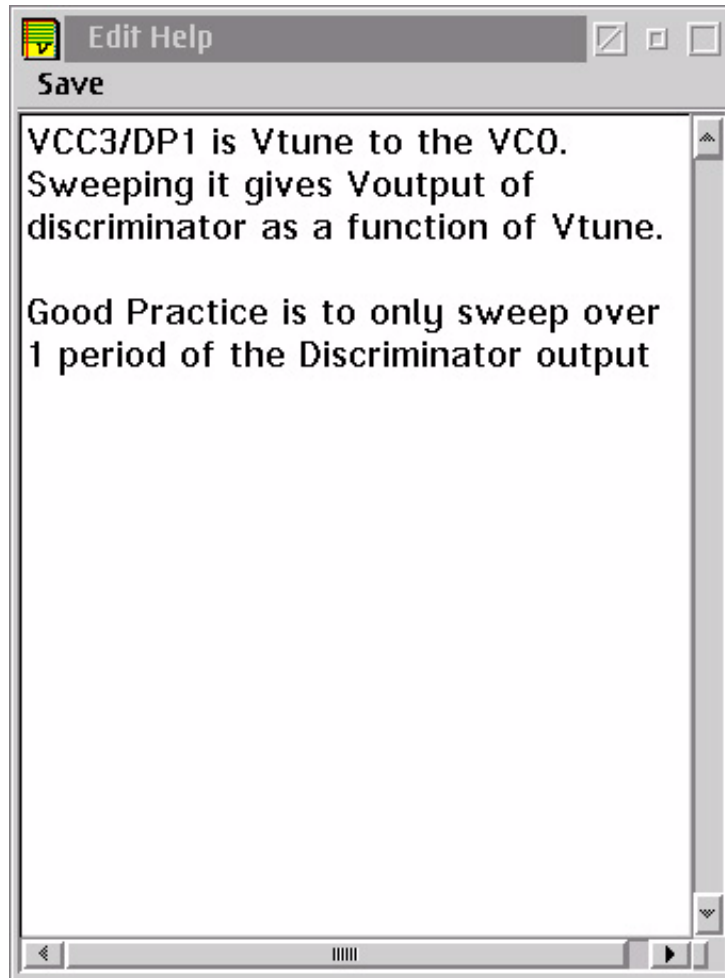 Edit Help
Save
VCC3/DP1 is Vtune to the VCO.
Sweeping it gives Voutput of
discriminator as a function of Vtune.
Good Practice is to only sweep over
1 period of the Discriminator output